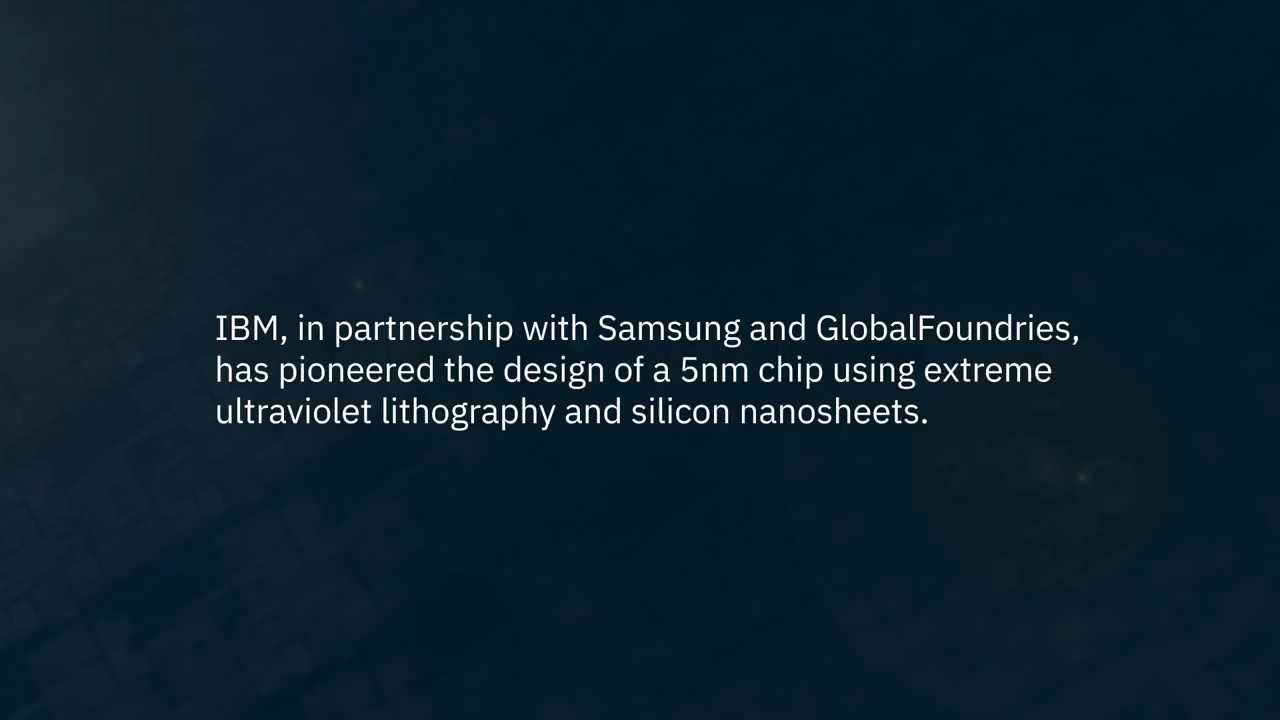 IBM, in partnership with Samsung and GlobalFoundries,
has pioneered the design of a 5nm chip using extreme
ultraviolet lithography and silicon nanosheets.